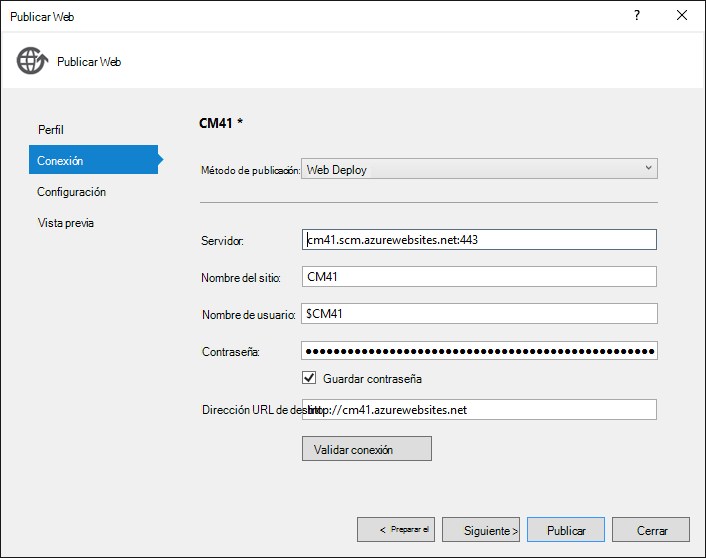 Publicar Web
?
Publicar Web
Perfil
Conexión
Configuración
Vista previa
CM41 *
Método de publicación: Web Deploy
Servidor: cm41.scm.azurewebsites.net:443
Nombre del sitio: CM41
Nombre de usuario: $CM41
Contraseña: ●●●●●●●●●●●●●●●●●●●●●●●●●●●●●●●●●●●●●●●●●●●●●●●●●●
Guardar contraseña
Dirección URL de destino: http://cm41.azurewebsites.net
Validar conexión
< Preparar el
Siguiente >
Publicar
Cerrar